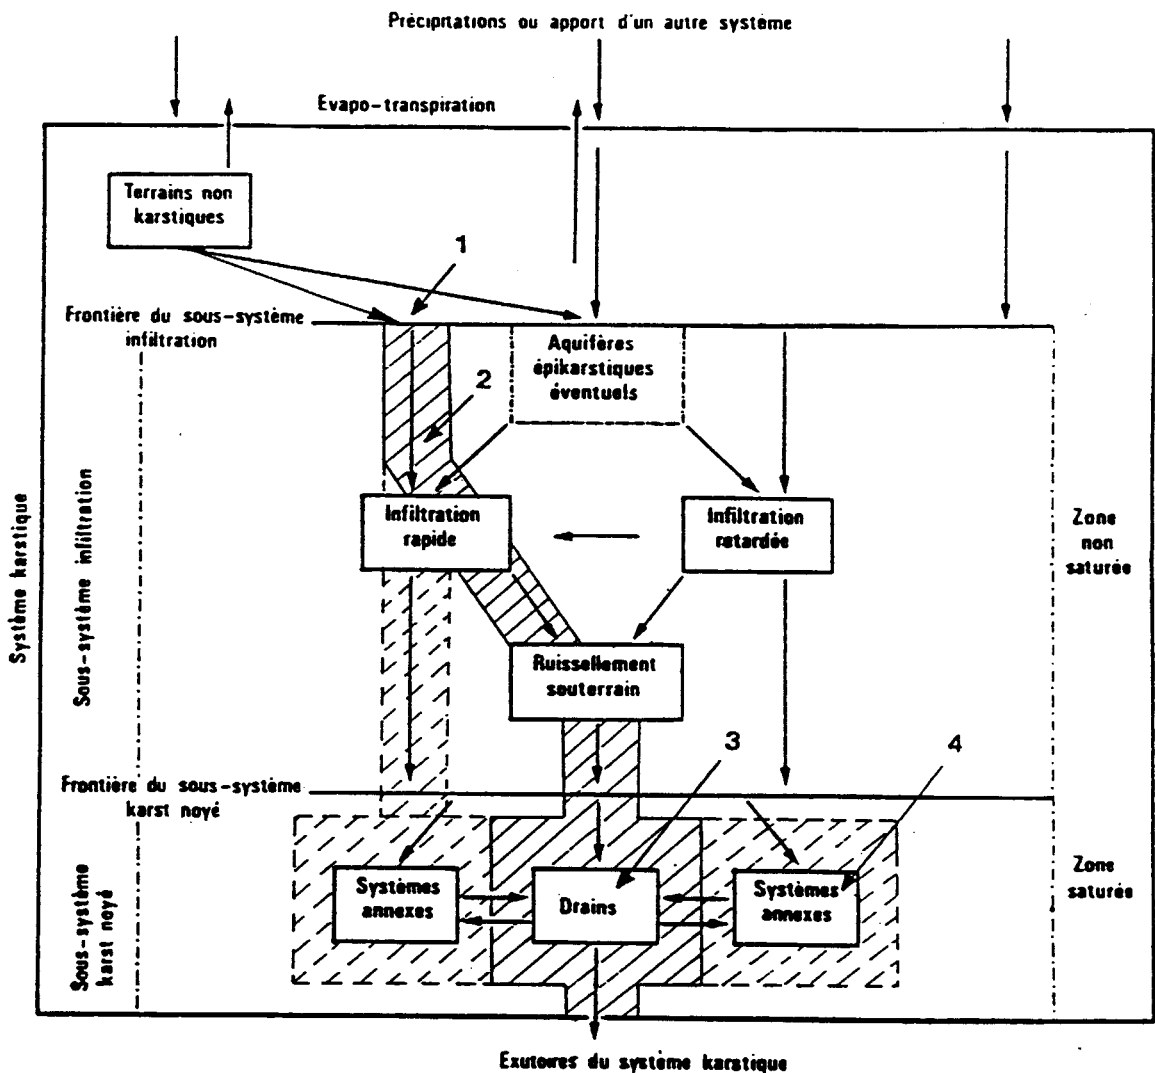 Précipitations ou apport d'un autre système
Evapo-transpiration
Terrains non
karstiques
1
Frontière du sous-système
infiltration
Aquifères
épikarstiques
éventuels
2
Infiltration
rapide
Infiltration
retardée
Zone
non
saturée
Système karstique
Sous-système infiltration
Ruissellement
souterrain
3
4
Frontière du sous-système
karst noyé
Sous-système
karst noyé
Systèmes
annexes
Drains
Systèmes
annexes
Zone
saturée
Exutoires du système karstique